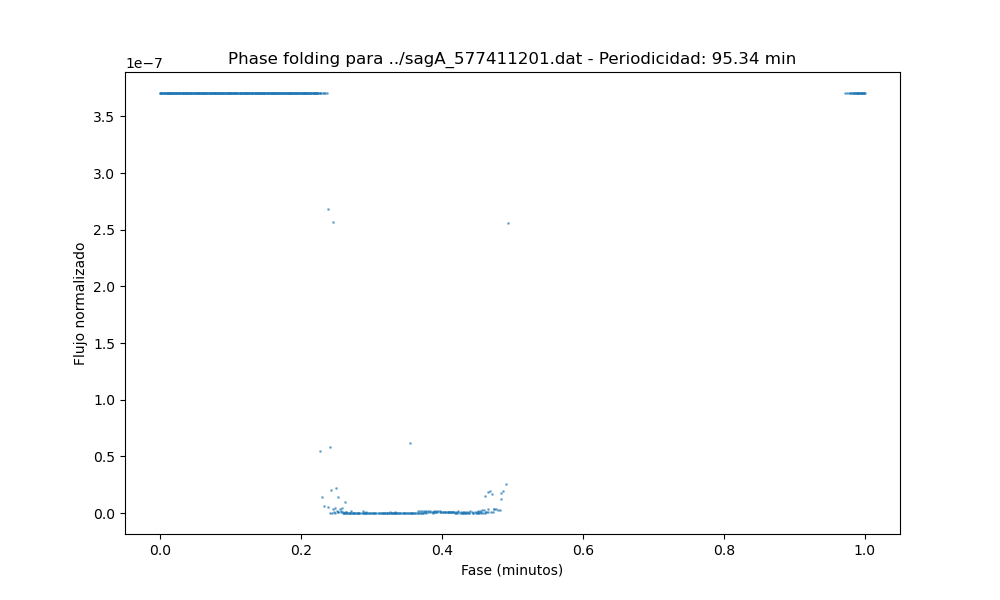 Phase folding para ../sagA_577411201.dat - Periodicidad: 95.34 min
1e−7
3.5
3.0
2.5
2.0
1.5
1.0
0.5
0.0
Flujo normalizado
0.0 0.2 0.4 0.6 0.8 1.0
Fase (minutos)